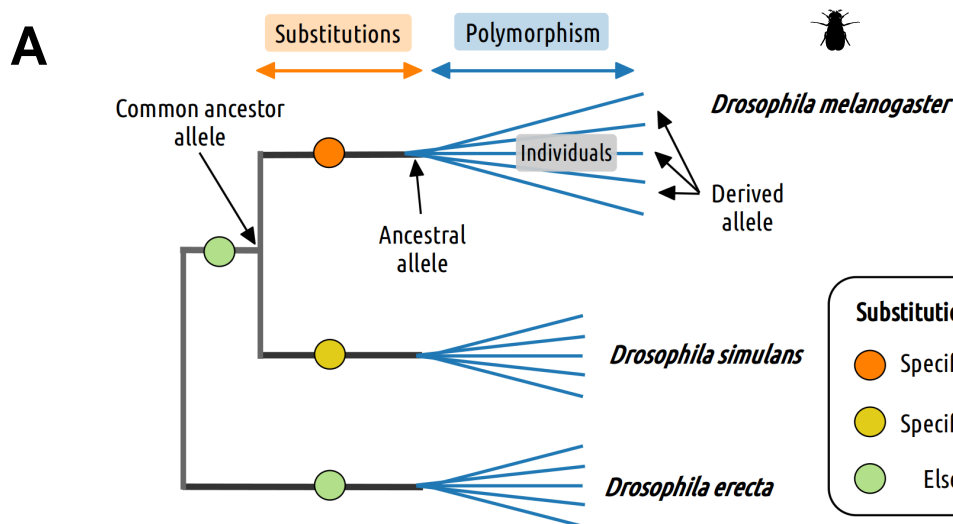 A
Substitutions
Polymorphism
Common ancestor
allele
Drosophila melanogaster
Individuals
Derived
allele
Ancestral
allele
Drosophila simulans
Drosophila erecta